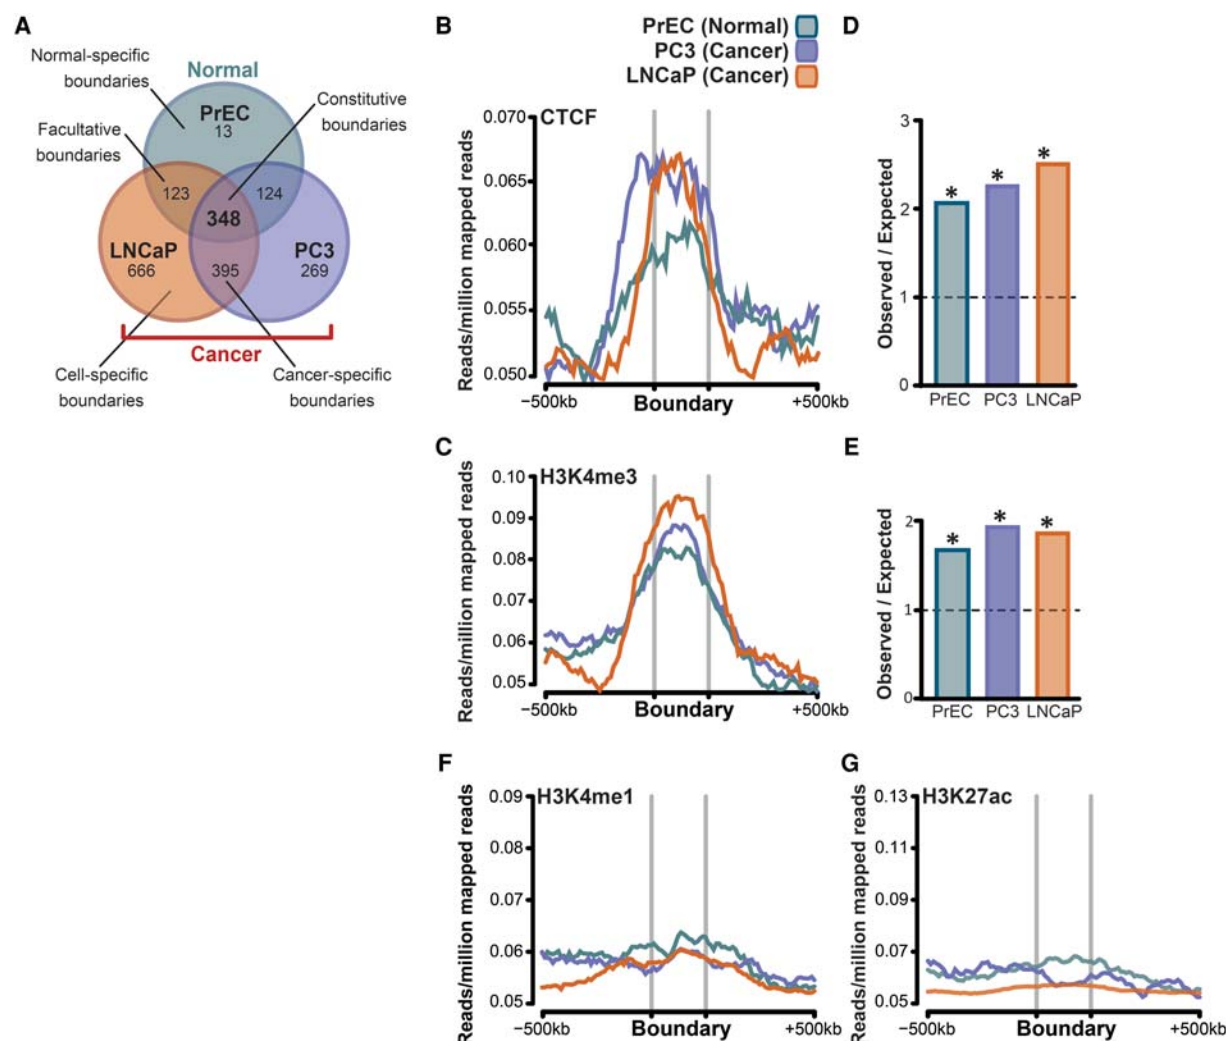 A
Normal-specific
boundaries
Normal
PrEC
13
Constitutive
boundaries
Facultative
boundaries
123
124
348
LNCaP
666
395
PC3
269
Cancer
Cell-specific
boundaries
Cancer-specific
boundaries
B
PrEC (Normal)
PC3 (Cancer)
LNCaP (Cancer)
CTCF
Reads/million mapped reads
0.070
0.065
0.060
0.055
0.050
−500kb
Boundary
+500kb
D
Observed / Expected
3
2
1
0
*
*
*
PrEC
PC3
LNCaP
C
H3K4me3
Reads/million mapped reads
0.10
0.09
0.08
0.07
0.06
0.05
−500kb
Boundary
+500kb
E
Observed / Expected
2
1
0
*
*
*
PrEC
PC3
LNCaP
F
H3K4me1
Reads/million mapped reads
0.09
0.08
0.07
0.06
0.05
−500kb
Boundary
+500kb
G
H3K27ac
Reads/million mapped reads
0.13
0.11
0.09
0.07
0.05
−500kb
Boundary
+500kb